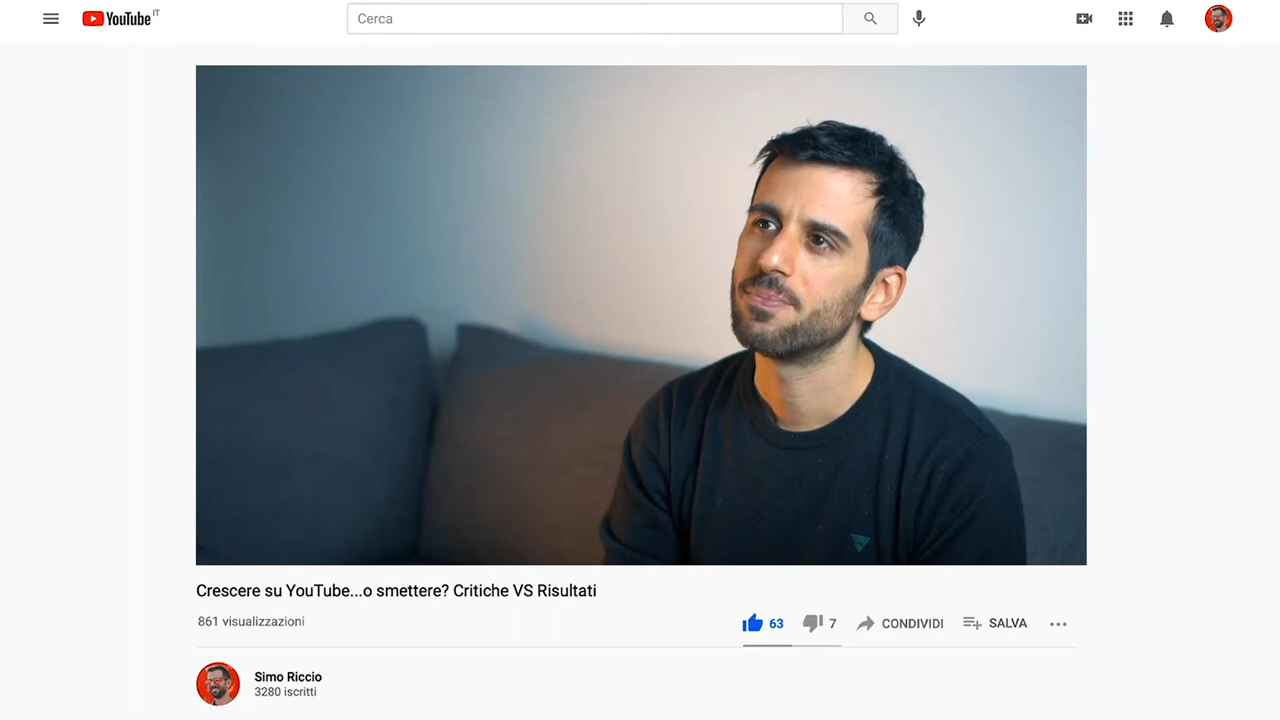 YouTube IT
Cerca
Crescere su YouTube...o smettere? Critiche VS Risultati
861 visualizzazioni
63
7
CONDIVIDI
SALVA
Simo Riccio
3280 iscritti